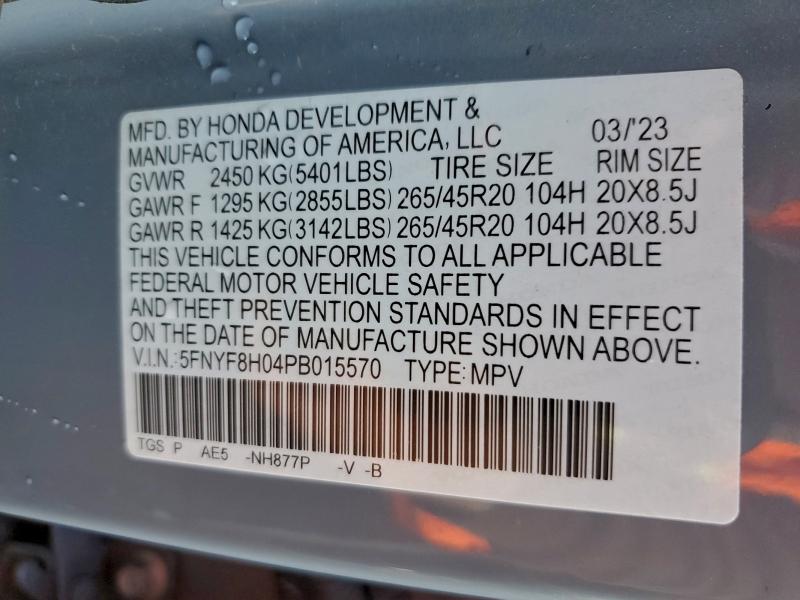 MFD. BY HONDA DEVELOPMENT &
MANUFACTURING OF AMERICA, LLC 03/'23
GVWR 2450 KG(5401LBS) TIRE SIZE RIM SIZE
GAWR F 1295 KG(2855LBS) 265/45R20 104H 20X8.5J
GAWR R 1425 KG(3142LBS) 265/45R20 104H 20X8.5J
THIS VEHICLE CONFORMS TO ALL APPLICABLE
FEDERAL MOTOR VEHICLE SAFETY
AND THEFT PREVENTION STANDARDS IN EFFECT
ON THE DATE OF MANUFACTURE SHOWN ABOVE.
V.I.N.:5FNYF8H04PB015570 TYPE:MPV
TGS P AE5 -NH877P -V -B